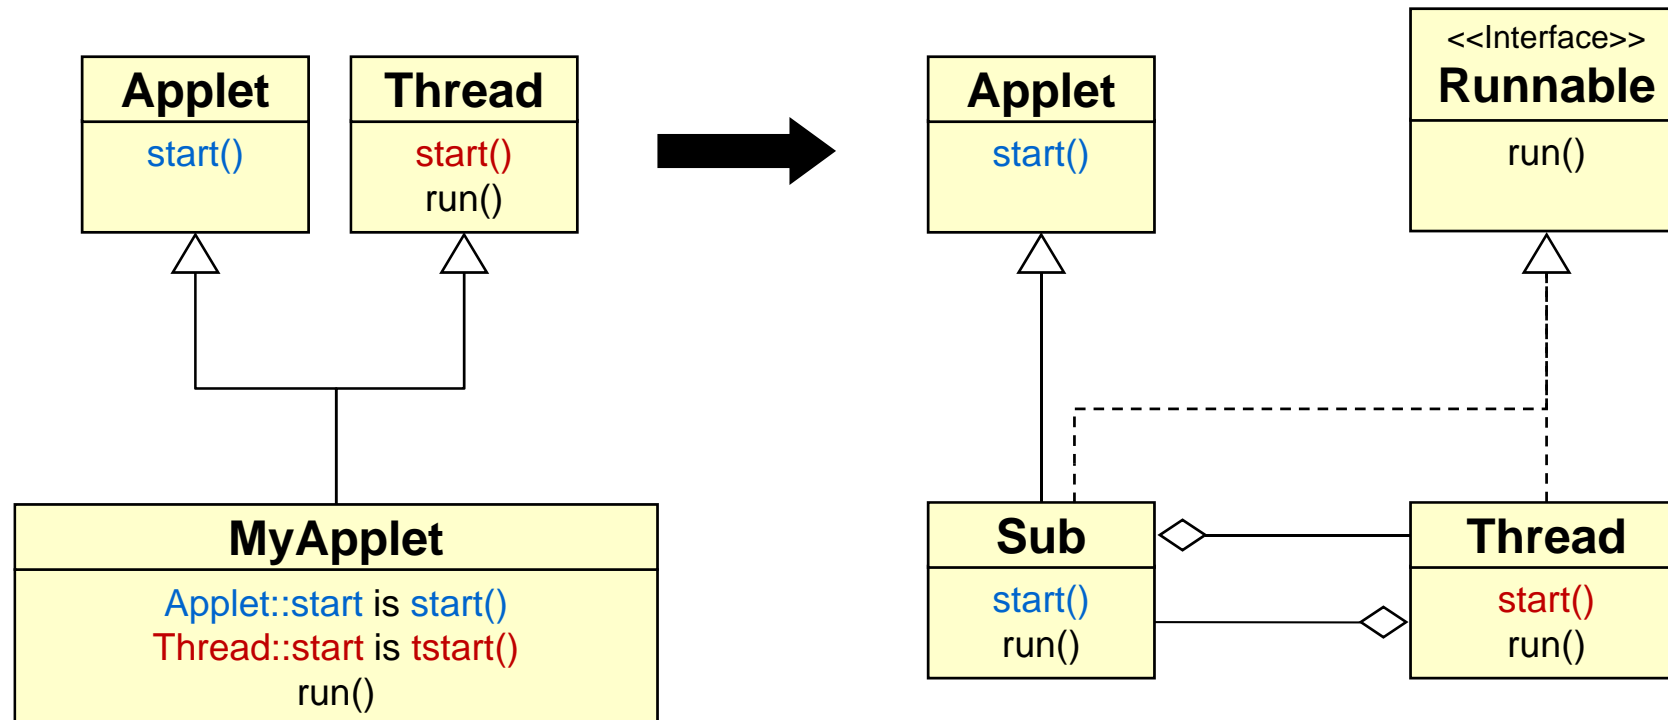 Applet
start()
Thread
start()
run()
MyApplet
Applet::start is start()
Thread::start is tstart()
run()
Applet
start()
<<Interface>>
Runnable
run()
Sub
start()
run()
Thread
start()
run()